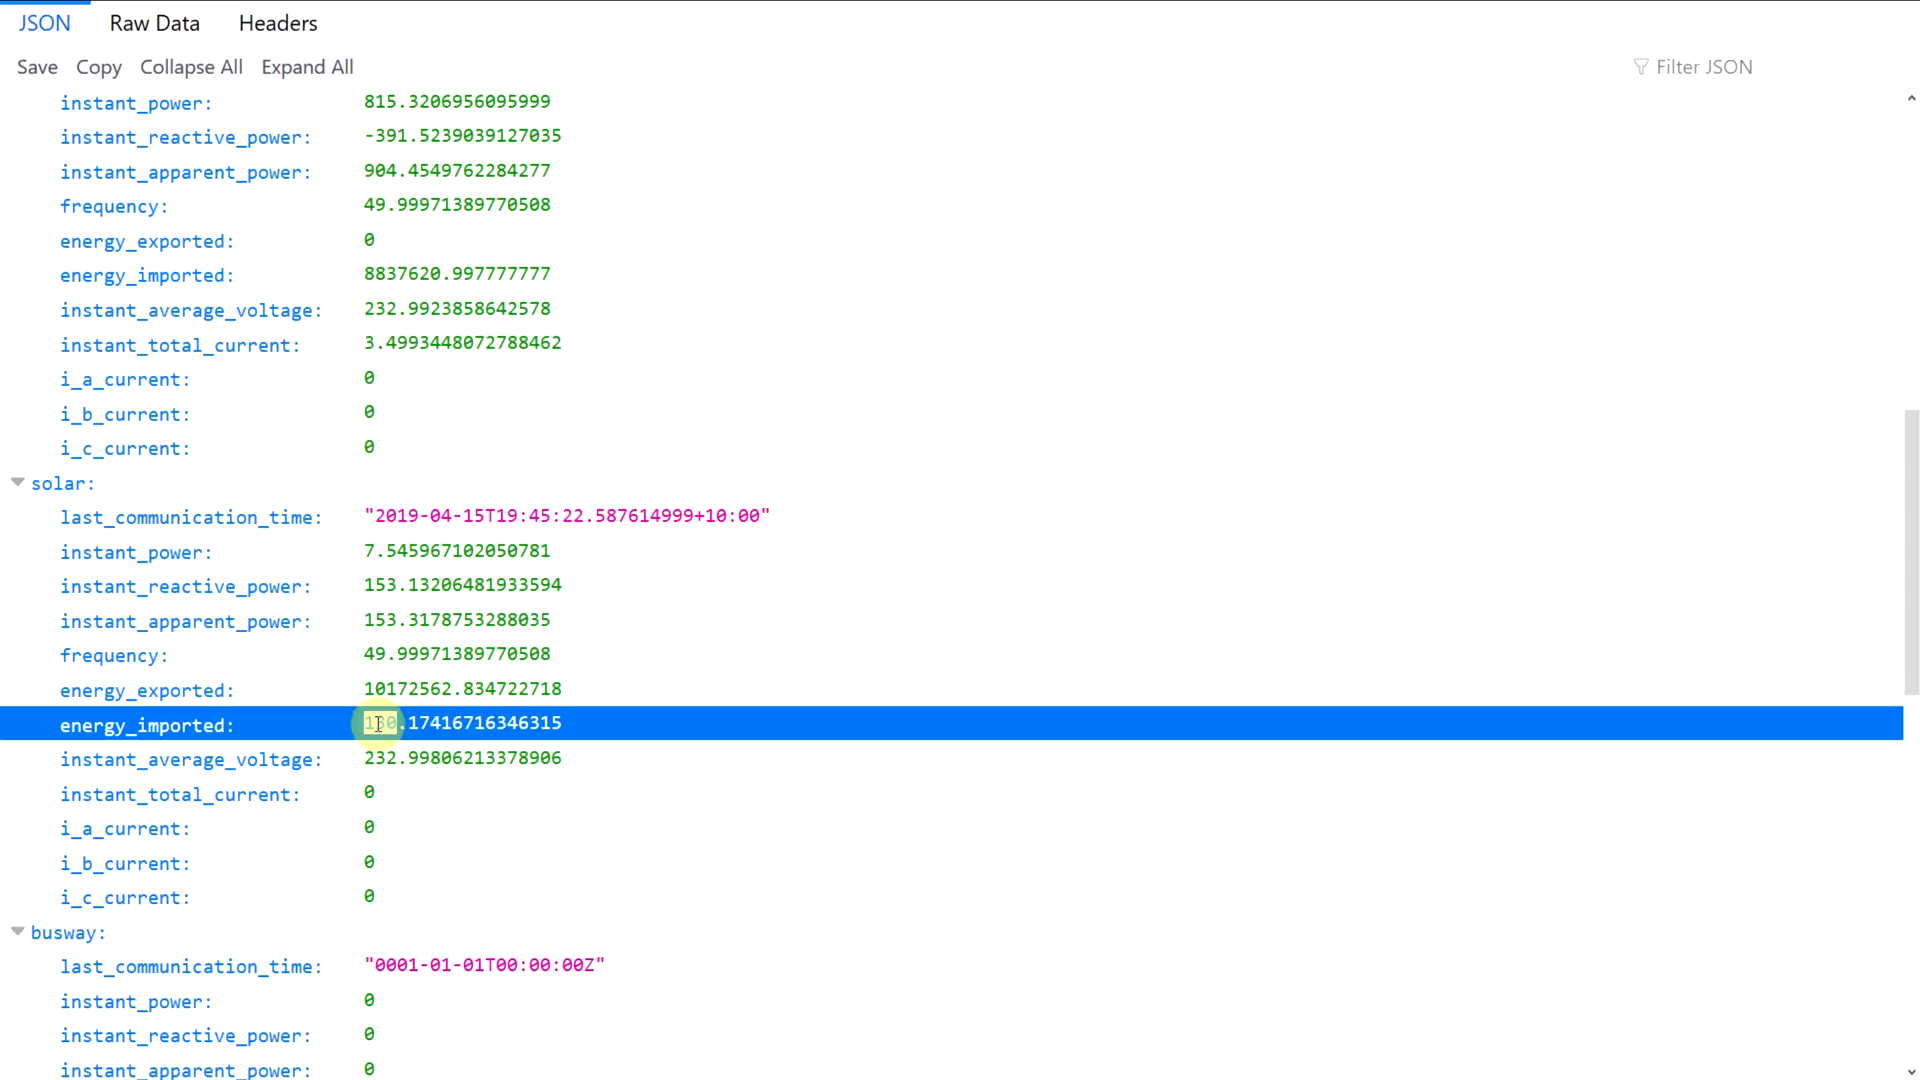 JSON Raw Data Headers
Save Copy Collapse All Expand All Filter JSON
instant_power: 815.3206956095999
instant_reactive_power: -391.5239039127035
instant_apparent_power: 904.4549762284277
frequency: 49.99971389770508
energy_exported: 0
energy_imported: 8837620.997777777
instant_average_voltage: 232.9923858642578
instant_total_current: 3.4993448072788462
i_a_current: 0
i_b_current: 0
i_c_current: 0
solar:
last_communication_time: "2019-04-15T19:45:22.587614999+10:00"
instant_power: 7.545967102050781
instant_reactive_power: 153.13206481933594
instant_apparent_power: 153.3178753288035
frequency: 49.99971389770508
energy_exported: 10172562.834722718
energy_imported: 130.17416716346315
instant_average_voltage: 232.99806213378906
instant_total_current: 0
i_a_current: 0
i_b_current: 0
i_c_current: 0
busway:
last_communication_time: "0001-01-01T00:00:00Z"
instant_power: 0
instant_reactive_power: 0
instant_apparent_power: 0